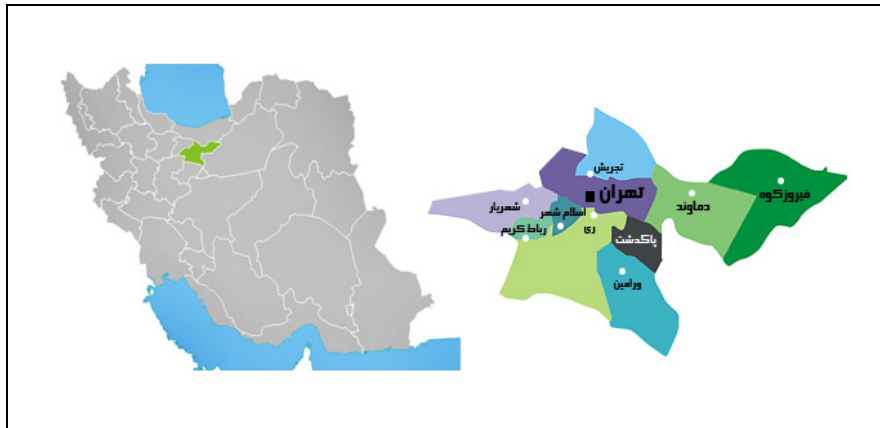 تجریش
تهران
فیروزکوه
دماوند
شهریار
اسلام شهر
ری
رباط کریم
پاکدشت
ورامین